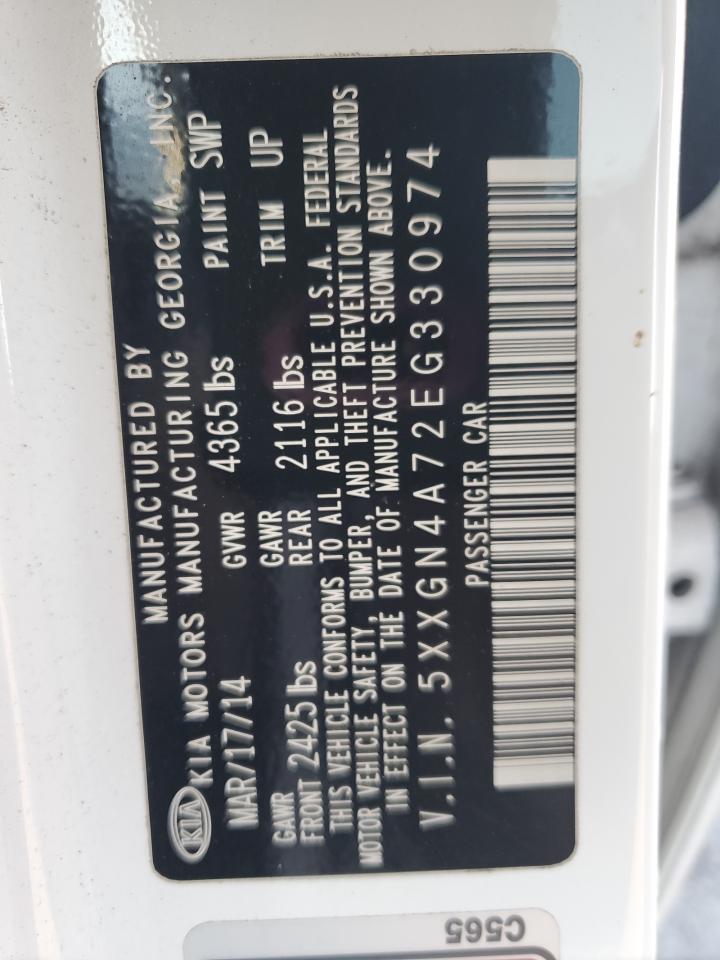 MANUFACTURED BY
KIA KIA MOTORS MANUFACTURING GEORGIA, INC.
MAR/17/14 GVWR 4365 lbs PAINT SWP
GAWR GAWR TRIM UP
FRONT 2425 lbs REAR 2116 lbs
THIS VEHICLE CONFORMS TO ALL APPLICABLE U.S.A. FEDERAL
MOTOR VEHICLE SAFETY, BUMPER, AND THEFT PREVENTION STANDARDS
IN EFFECT ON THE DATE OF MANUFACTURE SHOWN ABOVE.
V.I.N. 5XXGN4A72EG330974
PASSENGER CAR
C565